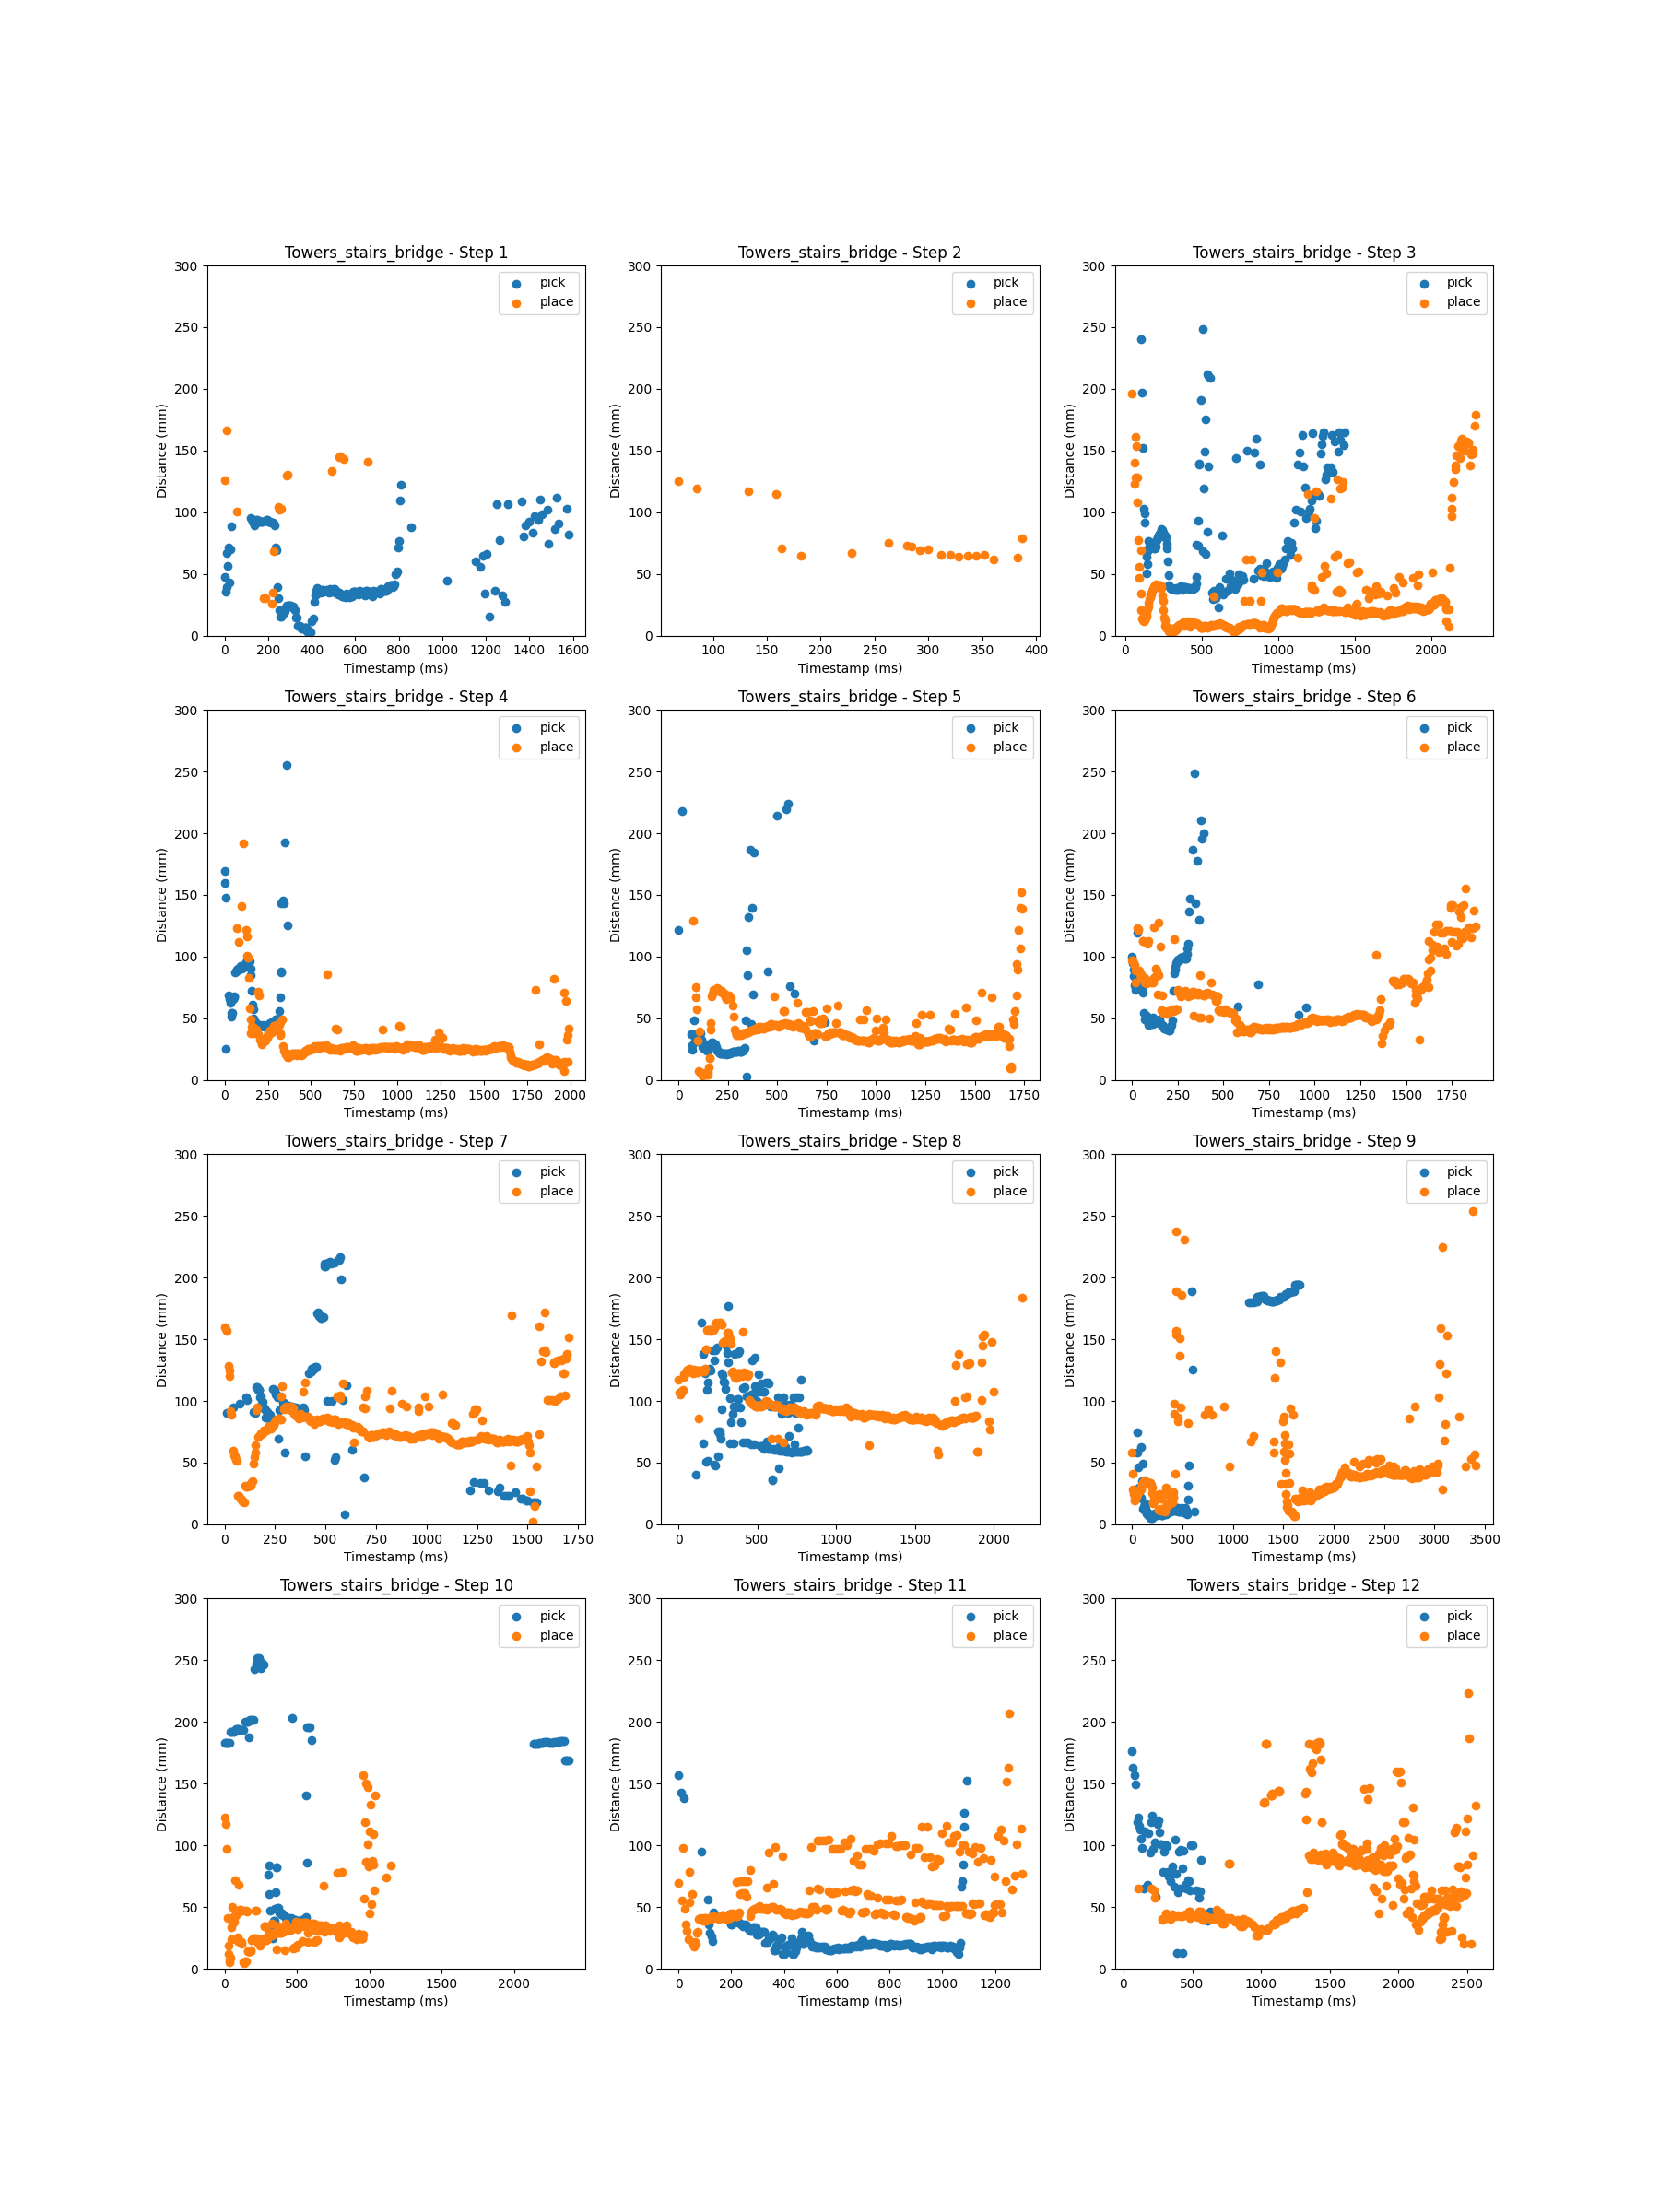 Towers_stairs_bridge - Step 1
300
250
200
150
100
50
0
Distance (mm)
0 200 400 600 800 1000 1200 1400 1600
Timestamp (ms)
pick
place
Towers_stairs_bridge - Step 2
300
250
200
150
100
50
0
Distance (mm)
100 150 200 250 300 350 400
Timestamp (ms)
pick
place
Towers_stairs_bridge - Step 3
300
250
200
150
100
50
0
Distance (mm)
0 500 1000 1500 2000
Timestamp (ms)
pick
place
Towers_stairs_bridge - Step 4
300
250
200
150
100
50
0
Distance (mm)
0 250 500 750 1000 1250 1500 1750 2000
Timestamp (ms)
pick
place
Towers_stairs_bridge - Step 5
300
250
200
150
100
50
0
Distance (mm)
0 250 500 750 1000 1250 1500 1750
Timestamp (ms)
pick
place
Towers_stairs_bridge - Step 6
300
250
200
150
100
50
0
Distance (mm)
0 250 500 750 1000 1250 1500 1750
Timestamp (ms)
pick
place
Towers_stairs_bridge - Step 7
300
250
200
150
100
50
0
Distance (mm)
0 250 500 750 1000 1250 1500 1750
Timestamp (ms)
pick
place
Towers_stairs_bridge - Step 8
300
250
200
150
100
50
0
Distance (mm)
0 500 1000 1500 2000
Timestamp (ms)
pick
place
Towers_stairs_bridge - Step 9
300
250
200
150
100
50
0
Distance (mm)
0 500 1000 1500 2000 2500 3000 3500
Timestamp (ms)
pick
place
Towers_stairs_bridge - Step 10
300
250
200
150
100
50
0
Distance (mm)
0 500 1000 1500 2000
Timestamp (ms)
pick
place
Towers_stairs_bridge - Step 11
300
250
200
150
100
50
0
Distance (mm)
0 200 400 600 800 1000 1200
Timestamp (ms)
pick
place
Towers_stairs_bridge - Step 12
300
250
200
150
100
50
0
Distance (mm)
0 500 1000 1500 2000 2500
Timestamp (ms)
pick
place